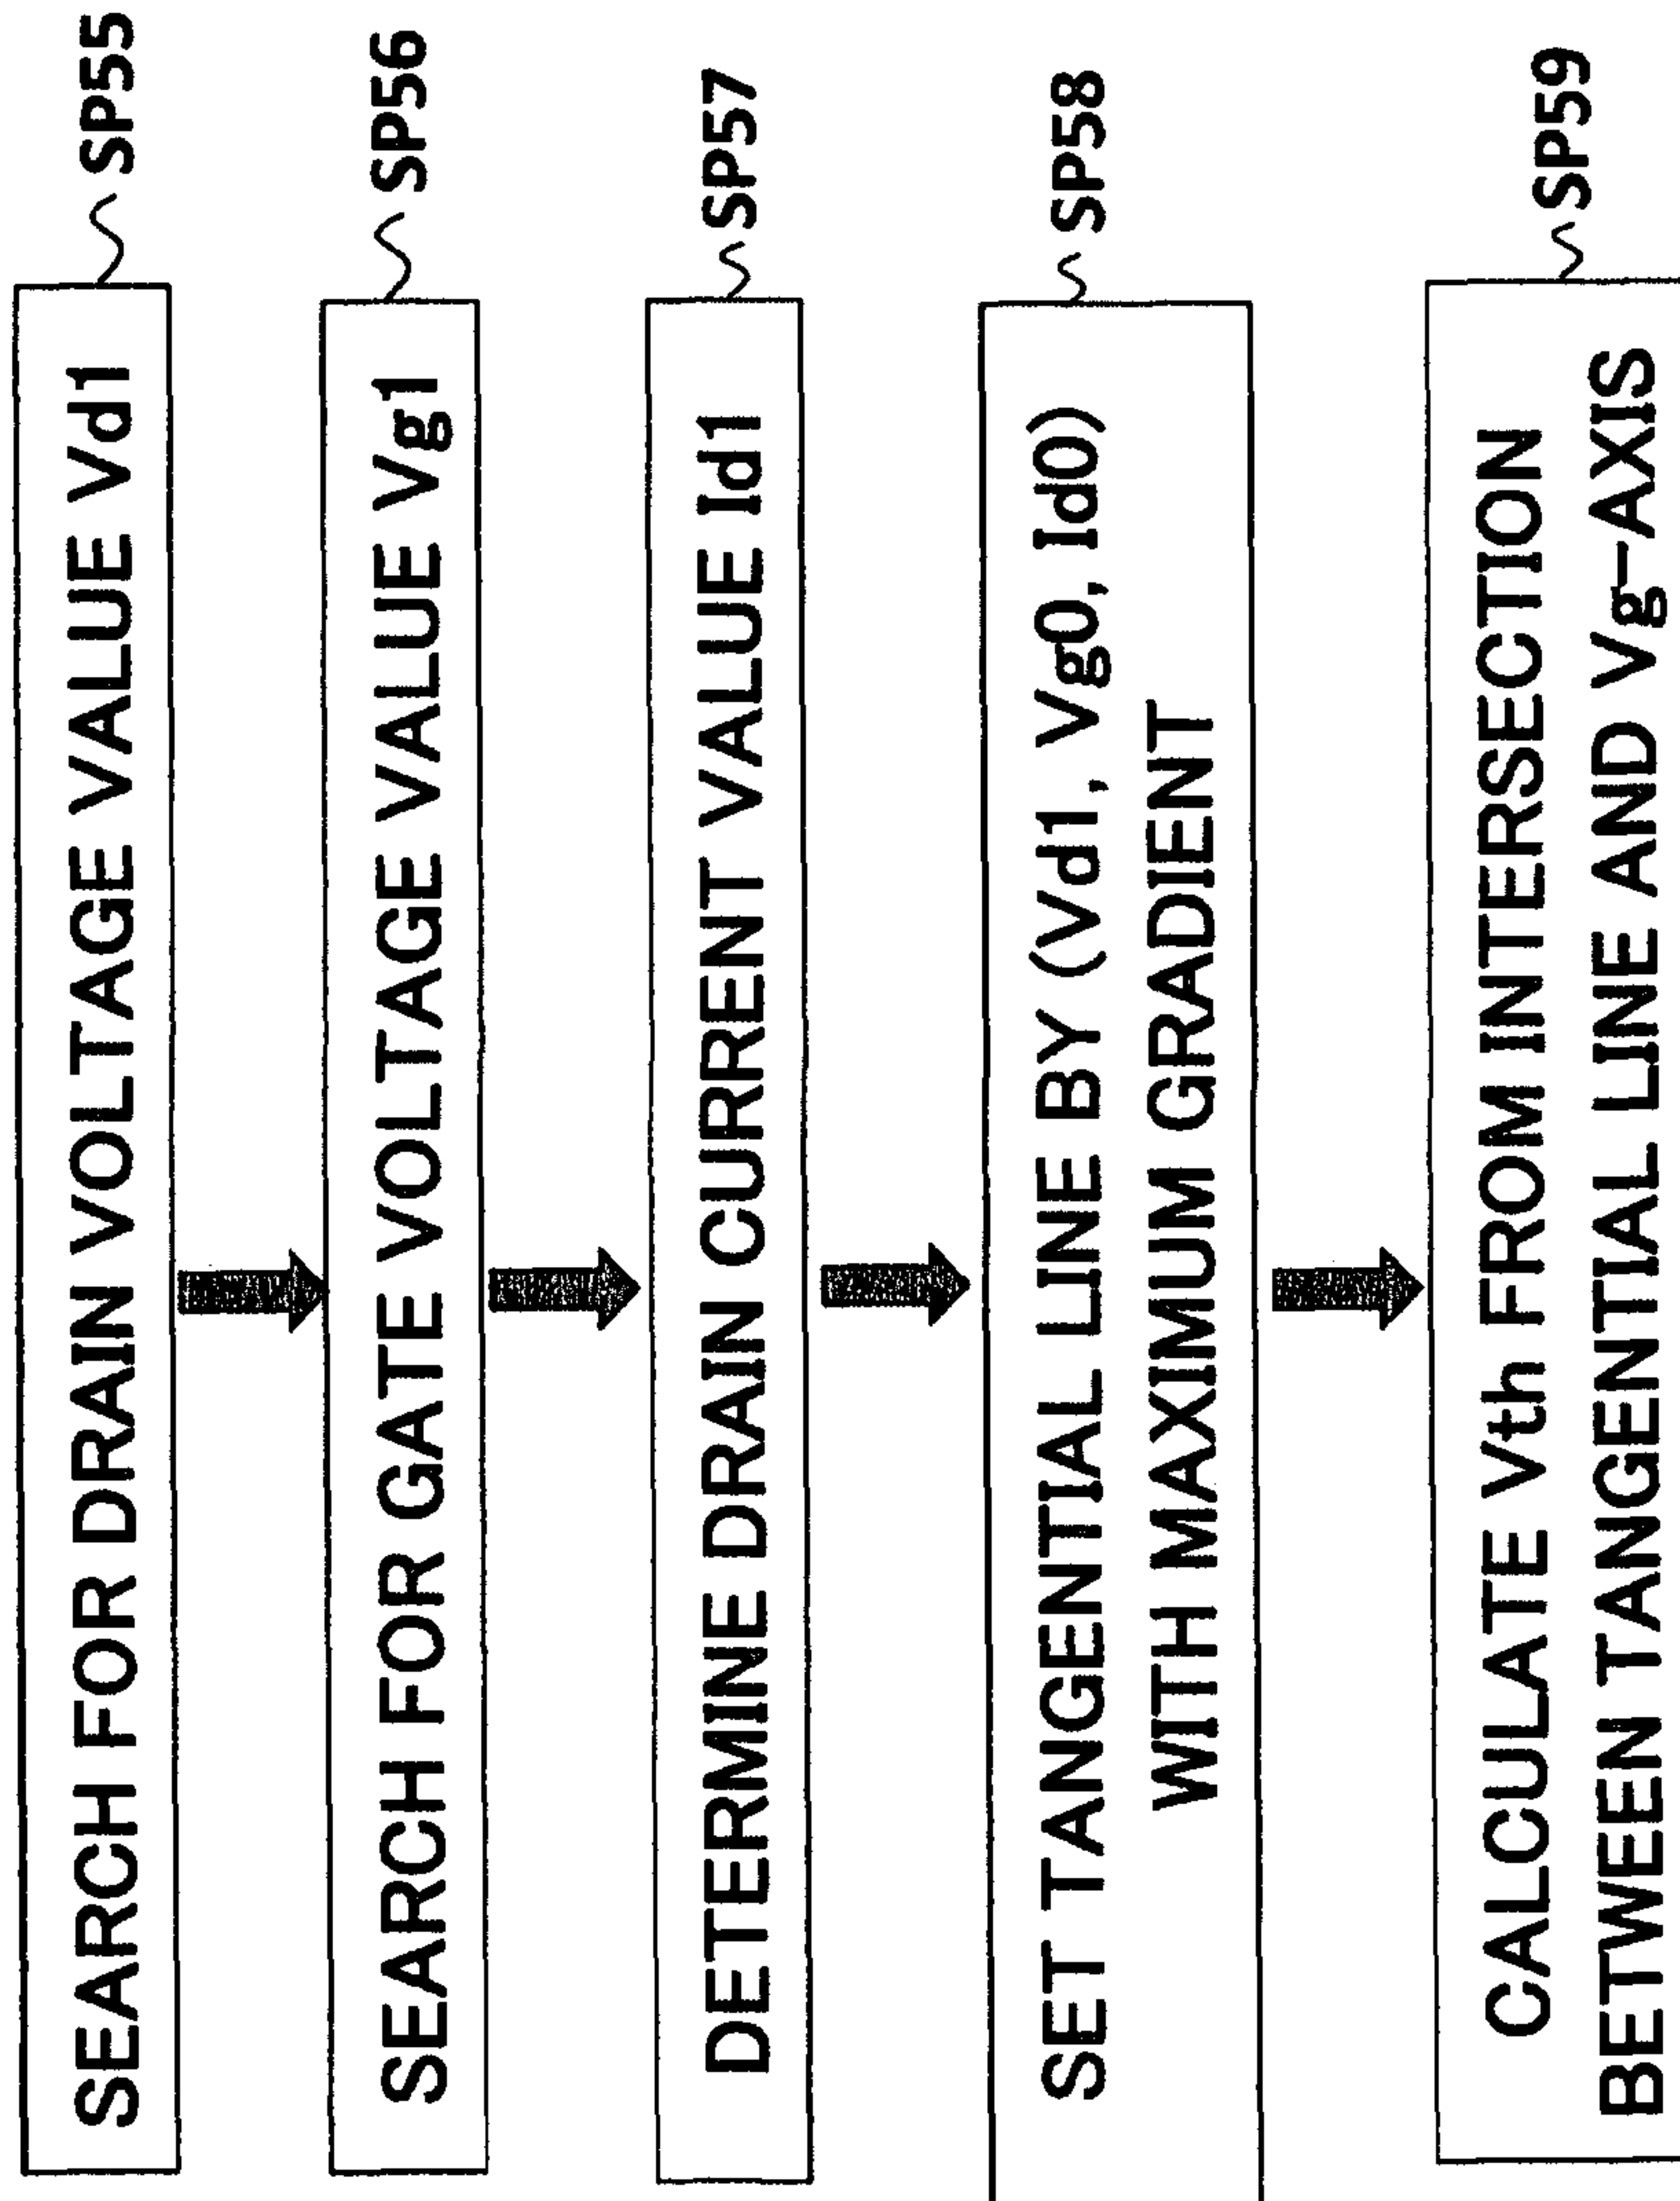 SEARCH FOR DRAIN VOLTAGE VALUE Vd1
SP55
SEARCH FOR GATE VOLTAGE VALUE Vg1
SP56
DETERMINE DRAIN CURRENT VALUE Id1
SP57
SET TANGENTIAL LINE BY (Vd1, Vg0, Id0)
WITH MAXIMUM GRADIENT
SP58
CALCULATE Vth FROM INTERSECTION
BETWEEN TANGENTIAL LINE AND Vg-AXIS
SP59